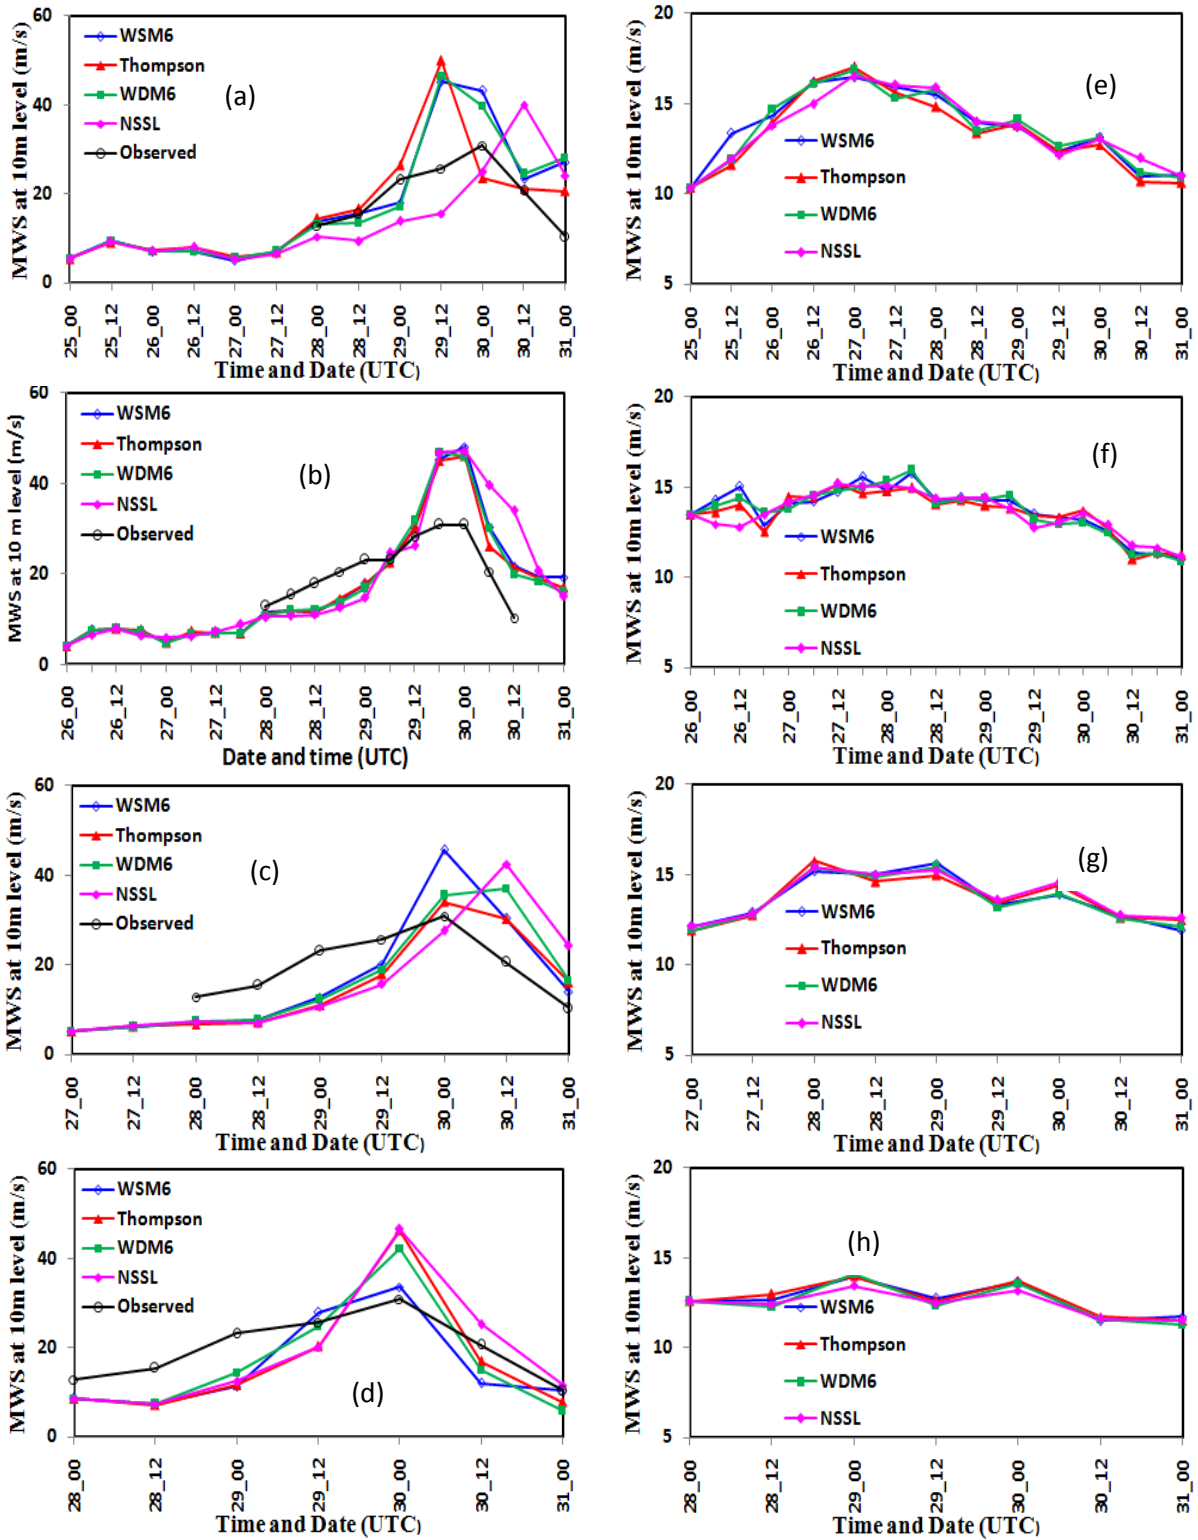 MWS at 10m level (m/s)
60
40
20
0
WSM6
Thompson
WDM6
NSSL
Observed
(a)
25_00
25_12
26_00
26_12
27_00
27_12
28_00
28_12
29_00
29_12
30_00
30_12
31_00
Time and Date (UTC)
MWS at 10m level (m/s)
20
15
10
5
WSM6
Thompson
WDM6
NSSL
(e)
25_00
25_12
26_00
26_12
27_00
27_12
28_00
28_12
29_00
29_12
30_00
30_12
31_00
Time and Date (UTC)
MWS at 10 m level (m/s)
60
40
20
0
WSM6
Thompson
WDM6
NSSL
Observed
(b)
26_00
26_12
27_00
27_12
28_00
28_12
29_00
29_12
30_00
30_12
31_00
Date and time (UTC)
MWS at 10m level (m/s)
20
15
10
5
WSM6
Thompson
WDM6
NSSL
(f)
26_00
26_12
27_00
27_12
28_00
28_12
29_00
29_12
30_00
30_12
31_00
Time and Date (UTC)
MWS at 10m level (m/s)
60
40
20
0
WSM6
Thompson
WDM6
NSSL
Observed
(c)
27_00
27_12
28_00
28_12
29_00
29_12
30_00
30_12
31_00
Time and Date (UTC)
MWS at 10m level (m/s)
20
15
10
5
WSM6
Thompson
WDM6
NSSL
(g)
27_00
27_12
28_00
28_12
29_00
29_12
30_00
30_12
31_00
Time and Date (UTC)
MWS at 10m level (m/s)
60
40
20
0
WSM6
Thompson
WDM6
NSSL
Observed
(d)
28_00
28_12
29_00
29_12
30_00
30_12
31_00
Time and Date (UTC)
MWS at 10m level (m/s)
20
15
10
5
(h)
WSM6
Thompson
WDM6
NSSL
28_00
28_12
29_00
29_12
30_00
30_12
31_00
Time and Date (UTC)